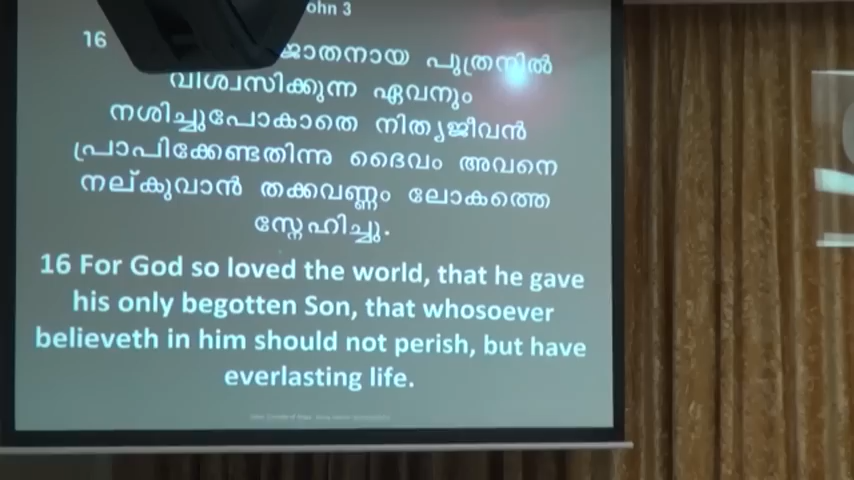 ohn 3
16 ജാതനായ പുത്രനിൽ
വിശ്വസിക്കുന്ന ഏവനും
നശിച്ചുപോകാതെ നിത്യജീവൻ
പ്രാപിക്കേണ്ടതിന്നു ദൈവം അവനെ
നല്കുവാൻ തക്കവണ്ണം ലോകത്തെ
സ്നേഹിച്ചു.
16 For God so loved the world, that he gave
his only begotten Son, that whosoever
believeth in him should not perish, but have
everlasting life.